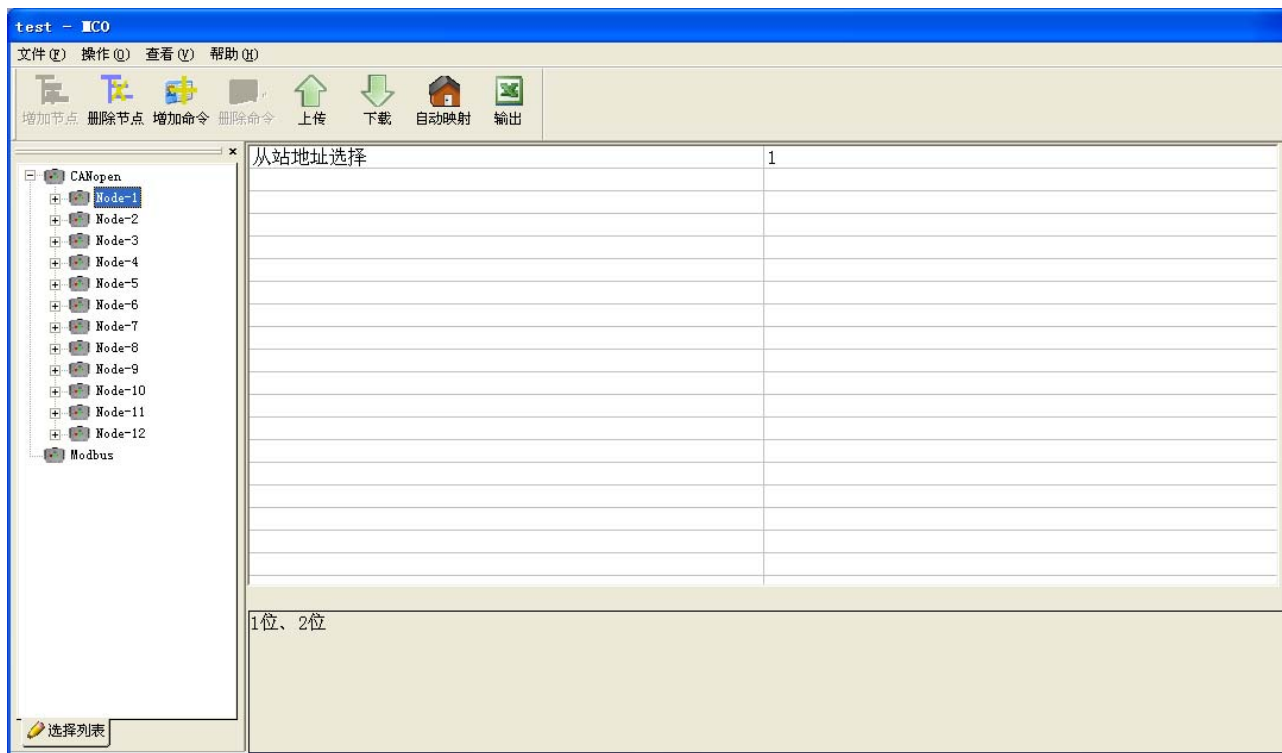 test - MCO
文件(F) 操作(O) 查看(V) 帮助(H)
增加节点 删除节点 增加命令 删除命令 上传 下载 自动映射 输出
从站地址选择 1
CANopen
Node-1
Node-2
Node-3
Node-4
Node-5
Node-6
Node-7
Node-8
Node-9
Node-10
Node-11
Node-12
Modbus
1位、2位
选择列表